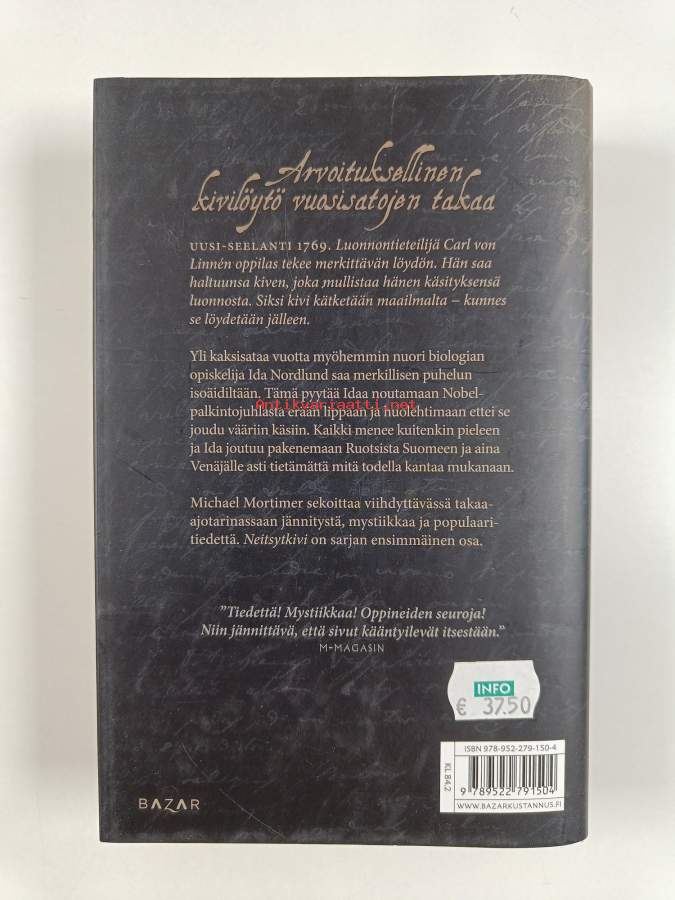 Arvoituksellinen
kivilöytö vuosisatojen takaa
UUSI-SEELANTI 1769. Luonnontieteilijä Carl von
Linnén oppilas tekee merkittävän löydön. Hän saa
haltuunsa kiven, joka mullistaa hänen käsityksensä
luonnosta. Siksi kivi kätketään maailmalta – kunnes
se löydetään jälleen.
Yli kaksisataa vuotta myöhemmin nuori biologian
opiskelija Ida Nordlund saa merkillisen puhelun
isoäidiltään. Tämä pyytää Idaa noutamaan Nobel-
Antikvariaatti.net
palkintojuhlasta erään lippaan ja huolehtimaan ettei se
joudu vääriin käsiin. Kaikki menee kuitenkin pieleen
ja Ida joutuu pakenemaan Ruotsista Suomeen ja aina
Venäjälle asti tietämättä mitä todella kantaa mukanaan.
Michael Mortimer sekoittaa viihdyttävässä takaa-
ajotarinassaan jännitystä, mystiikkaa ja populaari-
tiedettä. Neitsytkivi on sarjan ensimmäinen osa.
”Tiedettä! Mystiikkaa! Oppineiden seuroja!
Niin jännittävä, että sivut kääntyilevät itsestään.”
M-MAGASIN
INFO
€ 37.50
ISBN 978-952-279-150-4
KL 84.2
9 789522 791504
WWW.BAZARKUSTANNUS.FI
BAZAR